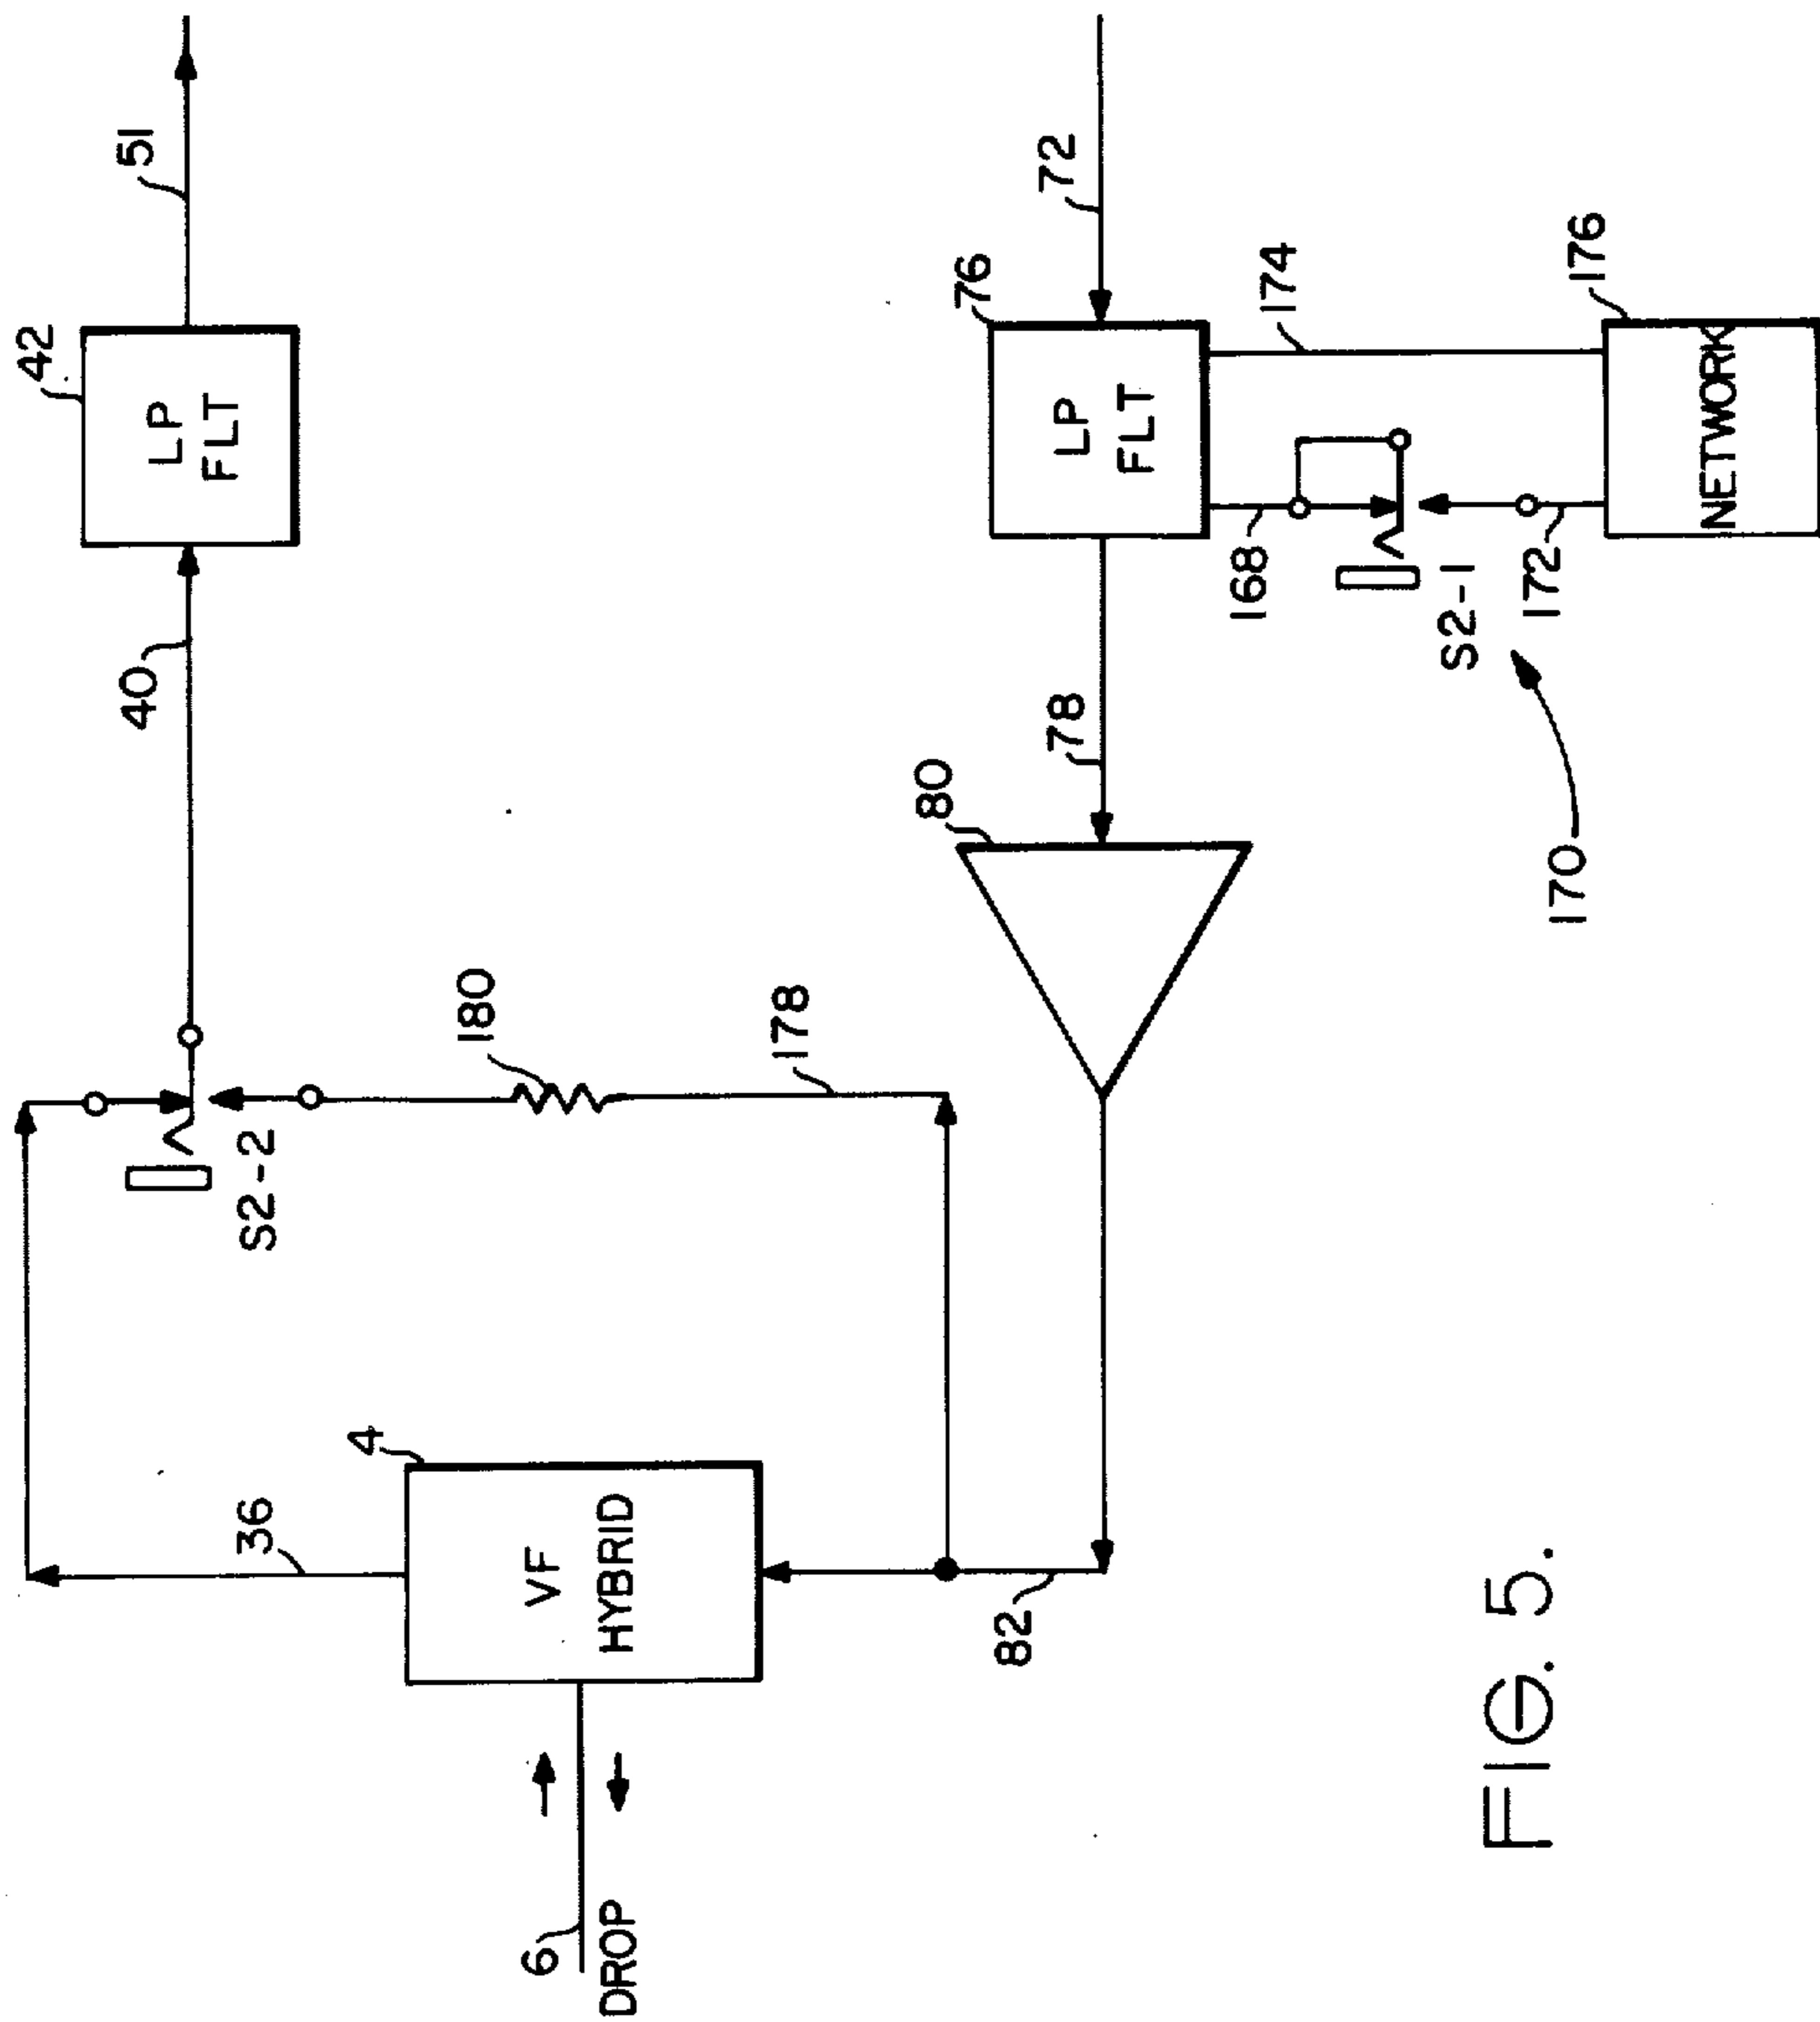 51
42
LP
FLT
40
S2-2
180
178
36
4
VF
HYBRID
6
DROP
82
80
78
72
76
LP
FLT
174
168
S2-1
172
170
176
NETWORK
FIG. 5.